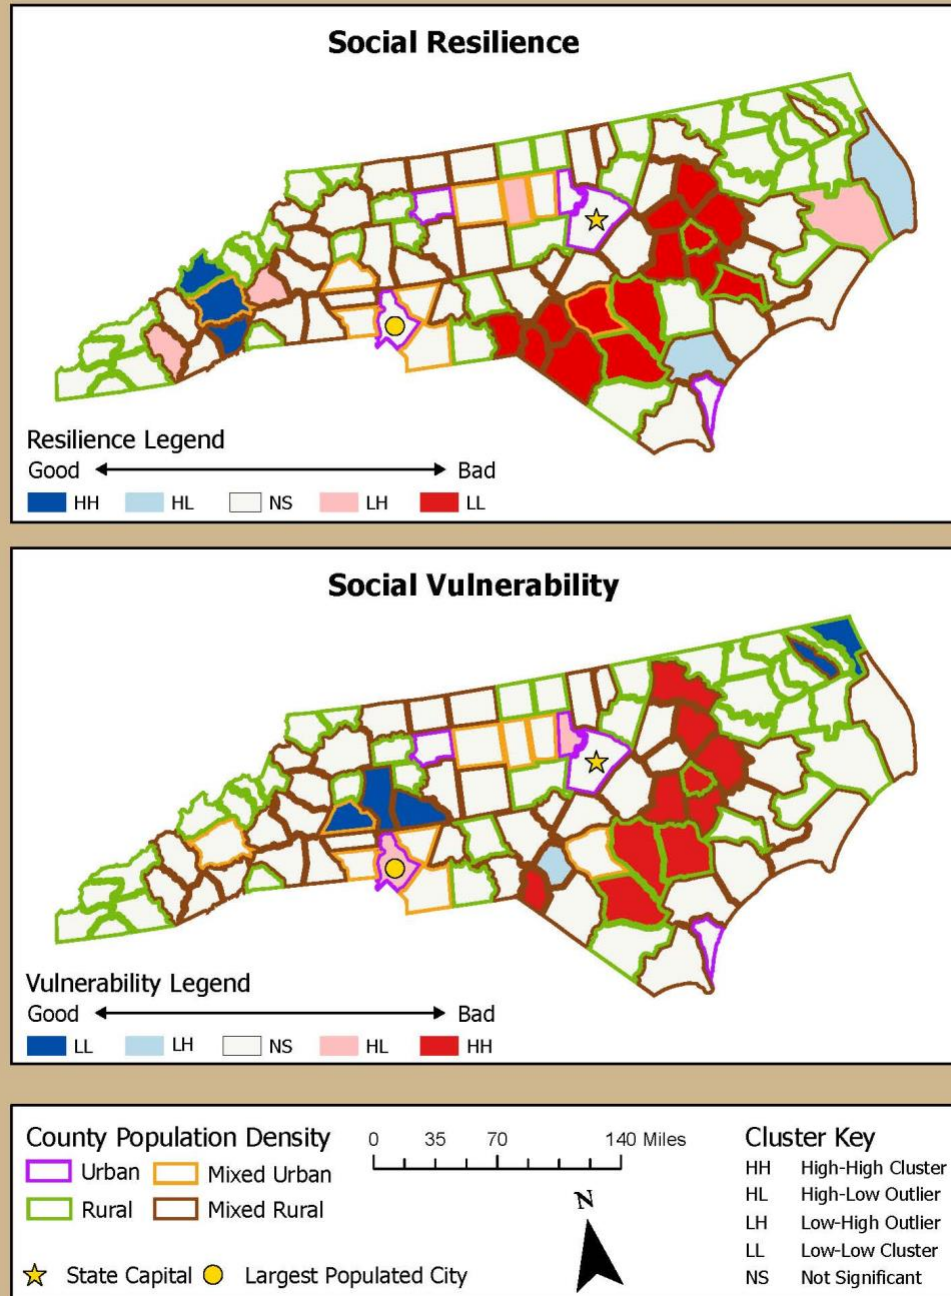 Social Resilience
Resilience Legend
Good Bad
HH HL NS LH LL
Social Vulnerability
Vulnerability Legend
Good Bad
LL LH NS HL HH
County Population Density
Urban Mixed Urban
Rural Mixed Rural
State Capital Largest Populated City
0 35 70 140 Miles
N
Cluster Key
HH High-High Cluster
HL High-Low Outlier
LH Low-High Outlier
LL Low-Low Cluster
NS Not Significant